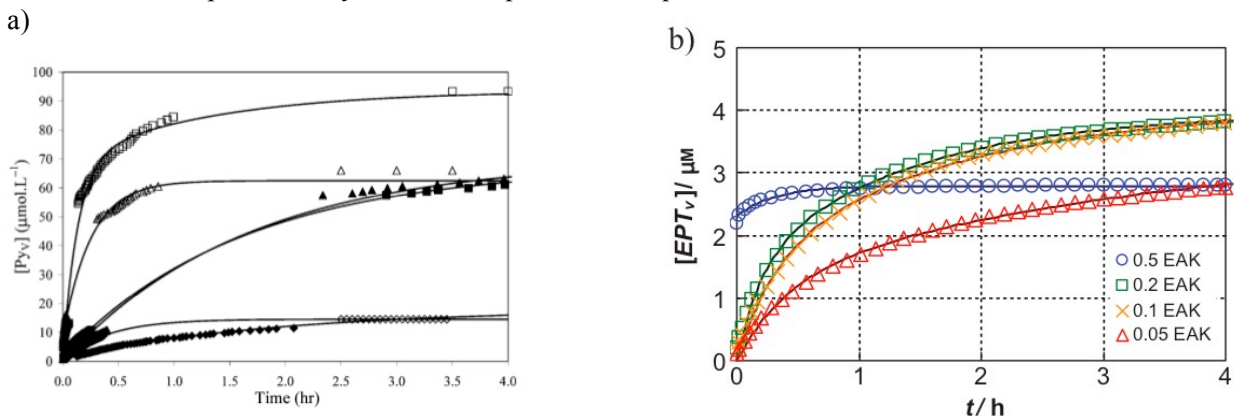 a)
100
90
80
70
60
50
40
30
20
10
0
[Py_V] (μmol.L⁻¹)
0.0 0.5 1.0 1.5 2.0 2.5 3.0 3.5 4.0
Time (hr)
b)
5
4
3
2
1
0
[EPT_v]/ μM
0.5 EAK
0.2 EAK
0.1 EAK
0.05 EAK
0 1 2 3 4
t/ h